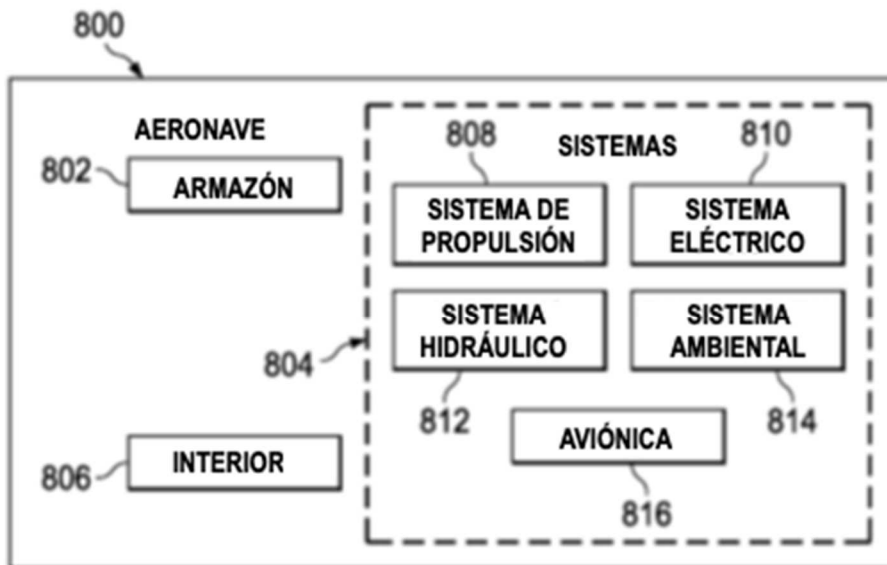 800
AERONAVE
802
ARMAZÓN
806
INTERIOR
804
SISTEMAS
808
810
SISTEMA DE
PROPULSIÓN
SISTEMA
ELÉCTRICO
SISTEMA
HIDRÁULICO
SISTEMA
AMBIENTAL
812
814
AVIÓNICA
816